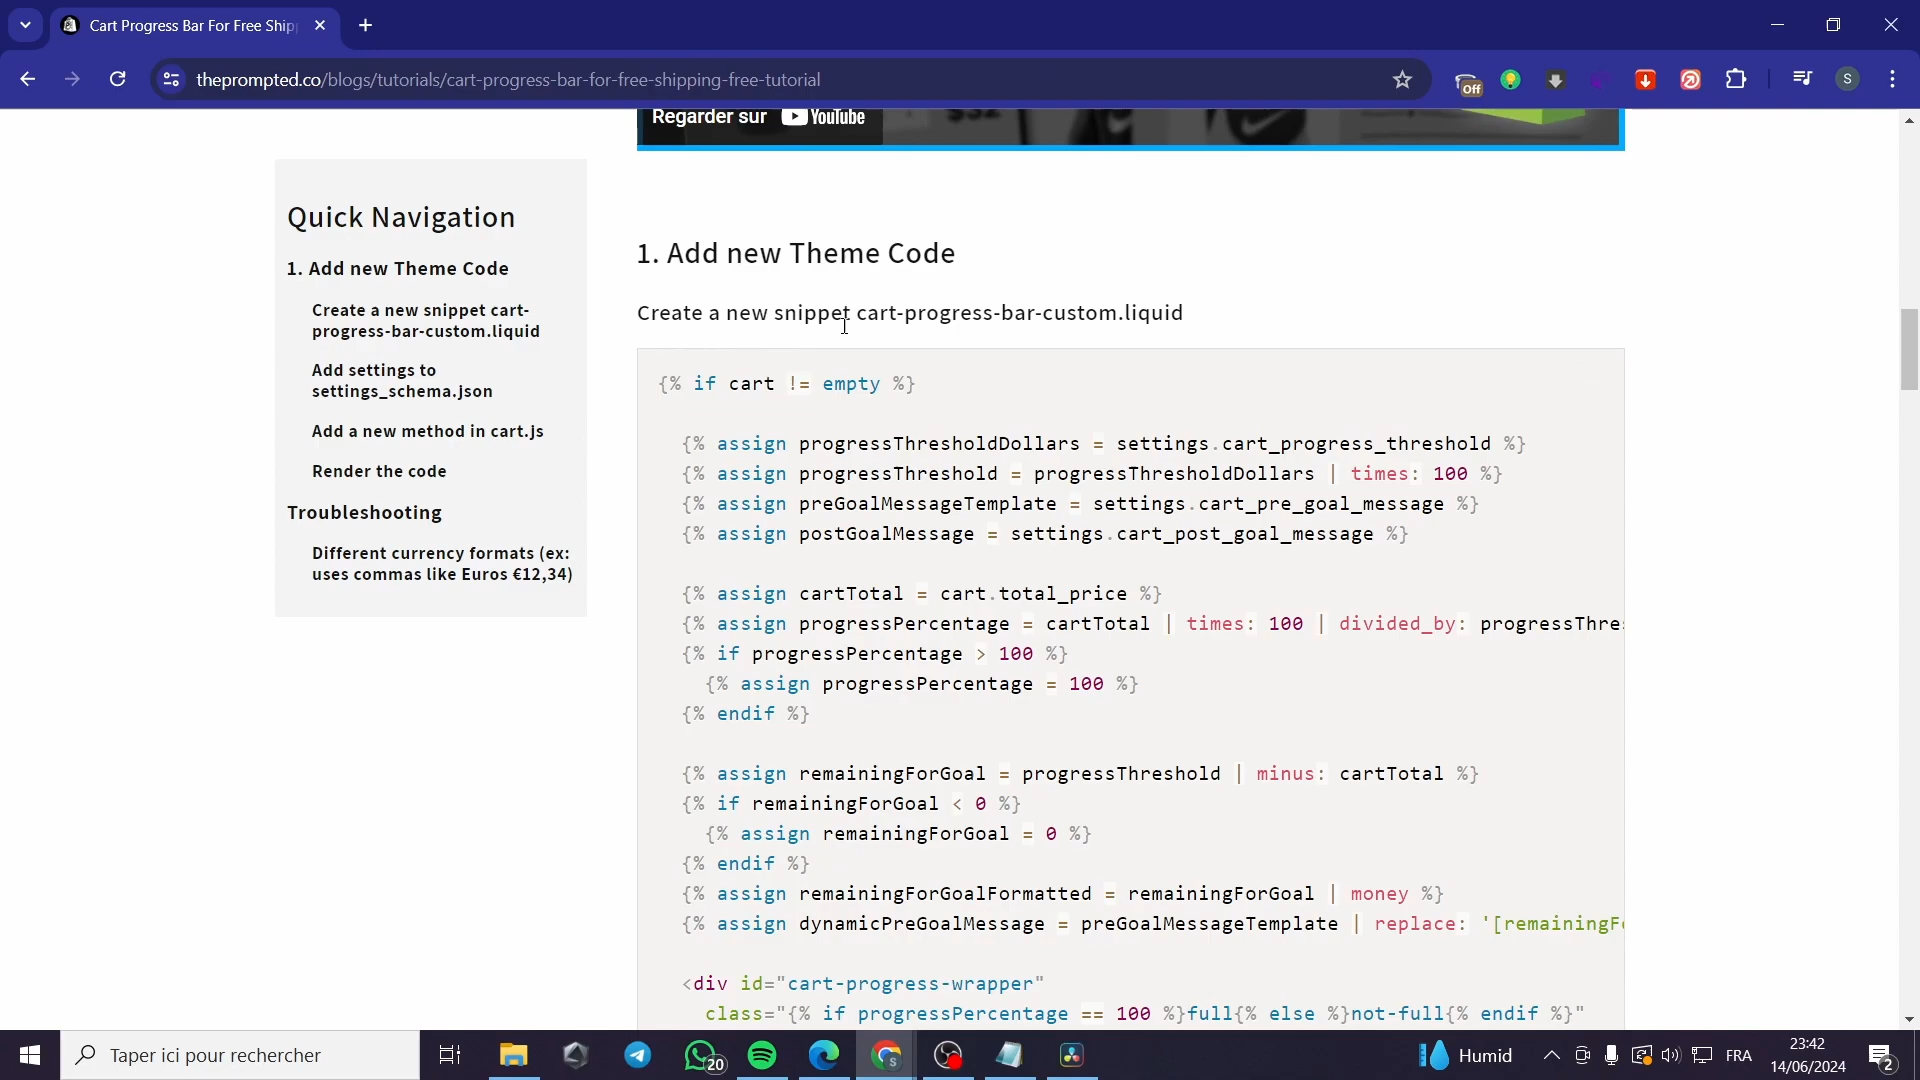 Cart Progress Bar For Free Ship
theprompted.co/blogs/tutorials/cart-progress-bar-for-free-shipping-free-tutorial
Off
S
Regarder sur YouTube
Quick Navigation
1. Add new Theme Code
Create a new snippet cart-
progress-bar-custom.liquid
Add settings to
settings_schema.json
Add a new method in cart.js
Render the code
Troubleshooting
Different currency formats (ex:
uses commas like Euros €12,34)
1. Add new Theme Code
Create a new snippet cart-progress-bar-custom.liquid
{% if cart != empty %}
{% assign progressThresholdDollars = settings.cart_progress_threshold %}
{% assign progressThreshold = progressThresholdDollars | times: 100 %}
{% assign preGoalMessageTemplate = settings.cart_pre_goal_message %}
{% assign postGoalMessage = settings.cart_post_goal_message %}
{% assign cartTotal = cart.total_price %}
{% assign progressPercentage = cartTotal | times: 100 | divided_by: progressThre
{% if progressPercentage > 100 %}
{% assign progressPercentage = 100 %}
{% endif %}
{% assign remainingForGoal = progressThreshold | minus: cartTotal %}
{% if remainingForGoal < 0 %}
{% assign remainingForGoal = 0 %}
{% endif %}
{% assign remainingForGoalFormatted = remainingForGoal | money %}
{% assign dynamicPreGoalMessage = preGoalMessageTemplate | replace: '[remainingF
<div id="cart-progress-wrapper"
class="{% if progressPercentage == 100 %}full{% else %}not-full{% endif %}"
Taper ici pour rechercher
20
Humid
FRA
23:42
14/06/2024
2